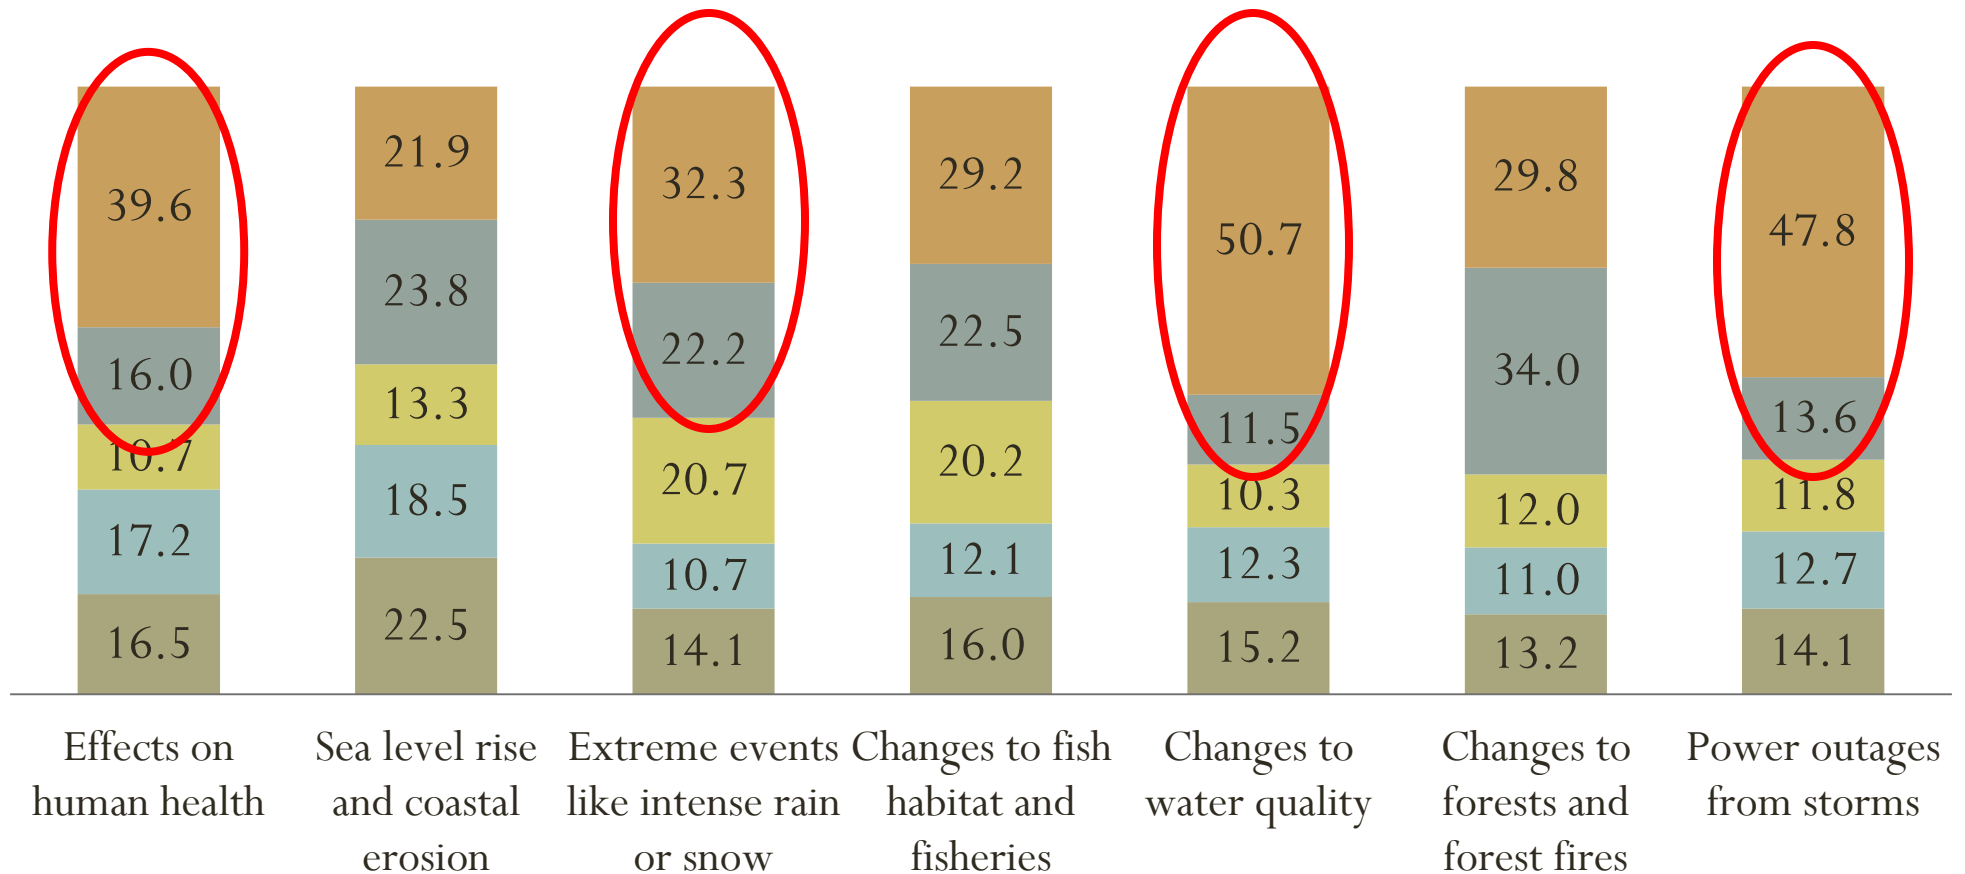 39.6
16.0
10.7
17.2
16.5
21.9
23.8
13.3
18.5
22.5
32.3
22.2
20.7
10.7
14.1
29.2
22.5
20.2
12.1
16.0
50.7
11.5
10.3
12.3
15.2
29.8
34.0
12.0
11.0
13.2
47.8
13.6
11.8
12.7
14.1
Effects on
human health
Sea level rise
and coastal
erosion
Extreme events
like intense rain
or snow
Changes to fish
habitat and
fisheries
Changes to
water quality
Changes to
forests and
forest fires
Power outages
from storms